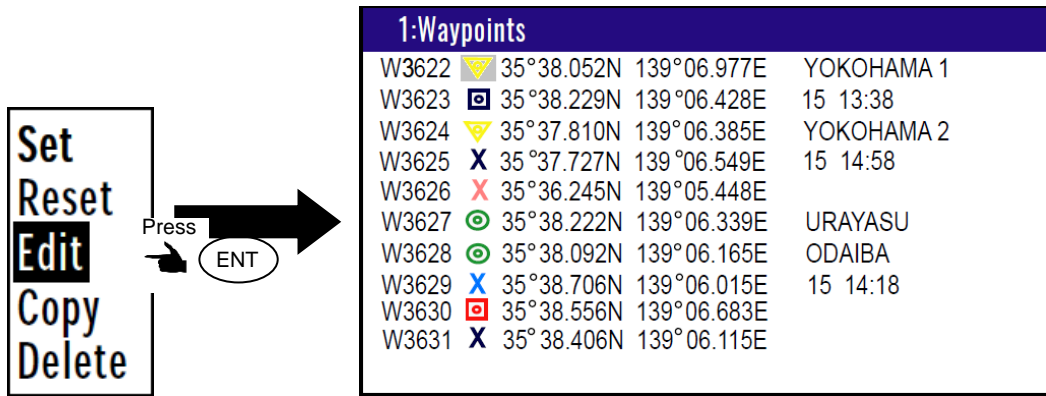 Set
Reset
Edit
Copy
Delete
Press
ENT
1:Waypoints
W3622 35°38.052N 139°06.977E YOKOHAMA 1
W3623 35°38.229N 139°06.428E 15 13:38
W3624 35°37.810N 139°06.385E YOKOHAMA 2
W3625 X 35°37.727N 139°06.549E 15 14:58
W3626 X 35°36.245N 139°05.448E
W3627 35°38.222N 139°06.339E URAYASU
W3628 35°38.092N 139°06.165E ODAIBA
W3629 X 35°38.706N 139°06.015E 15 14:18
W3630 35°38.556N 139°06.683E
W3631 X 35°38.406N 139°06.115E